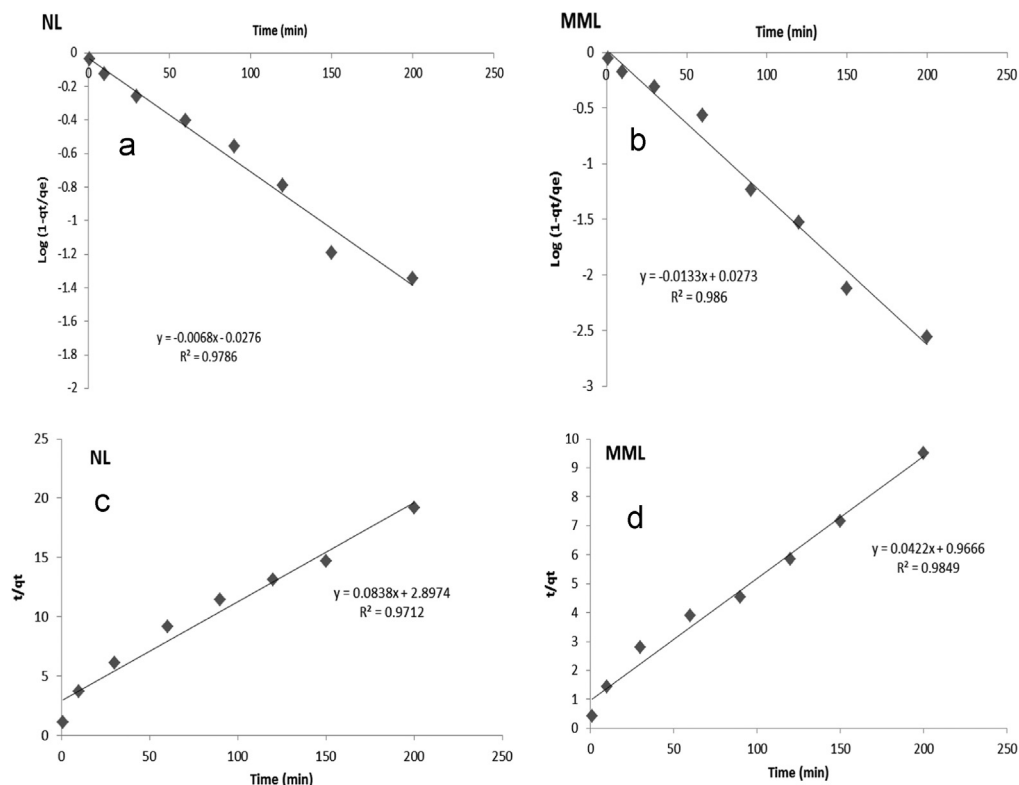 NL
Time (min)
0 50 100 150 200 250
0
-0.2
-0.4
-0.6
-0.8
-1
-1.2
-1.4
-1.6
-1.8
-2
Log (1-qt/qe)
a
y = -0.0068x - 0.0276
R² = 0.9786
MML
Time (min)
0 50 100 150 200 250
0
-0.5
-1
-1.5
-2
-2.5
-3
Log (1-qt/qe)
b
y = -0.0133x + 0.0273
R² = 0.986
NL
c
25
20
15
10
5
0
t/qt
y = 0.0838x + 2.8974
R² = 0.9712
0 50 100 150 200 250
Time (min)
MML
d
10
9
8
7
6
5
4
3
2
1
0
t/qt
y = 0.0422x + 0.9666
R² = 0.9849
0 50 100 150 200 250
Time (min)